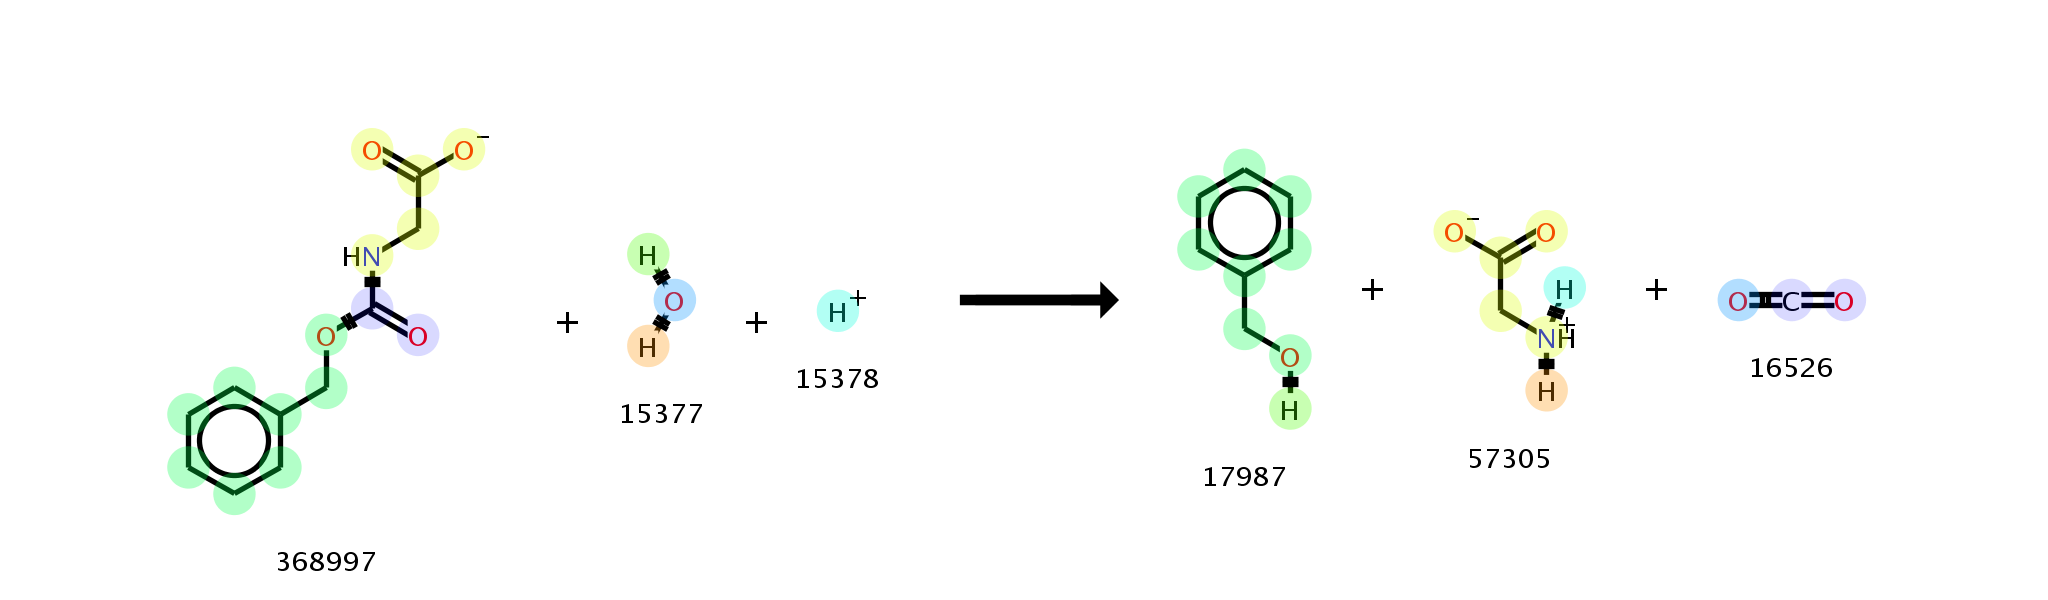 O O −
HN
O O
368997
+
H
O
H
15377
+
H +
15378
O
H
17987
+
O − O
H
+
NH
H
57305
+
O C O
16526